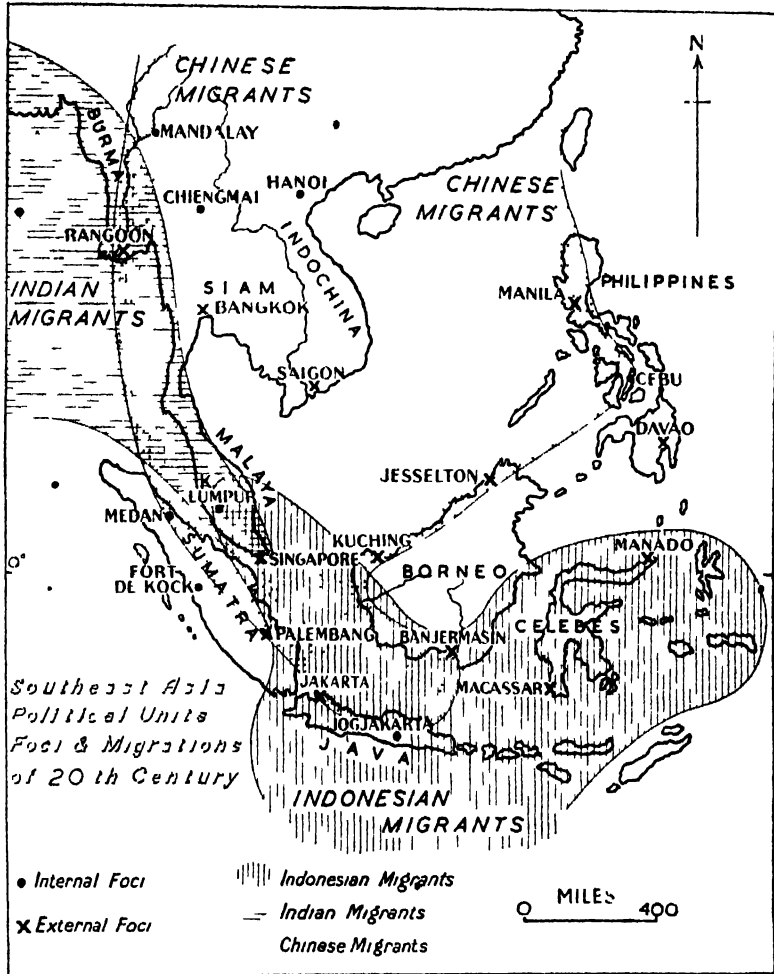 CHINESE
MIGRANTS
N
BURMA
MANDALAY
HANOI
CHIENGMAI
CHINESE
MIGRANTS
RANGOON
INDOCHINA
SIAM
INDIAN
MIGRANTS
BANGKOK
PHILIPPINES
MANILA
SAIGON
CEBU
DAVAO
MALAYA
JESSELTON
K
LUMPUR
MEDAN
KUCHING
MANADO
0°
SINGAPORE
FORT
DE KOCK
SUMATRA
BORNEO
PALEMBANG
BANJERMASIN
CELEBES
JAKARTA
MACASSAR
JOGJAKARTA
JAVA
Southeast Asia
Political Units
Foci & Migrations
of 20th Century
INDONESIAN
MIGRANTS
Internal Foci
External Foci
Indonesian Migrants
Indian Migrants
Chinese Migrants
MILES
0 400